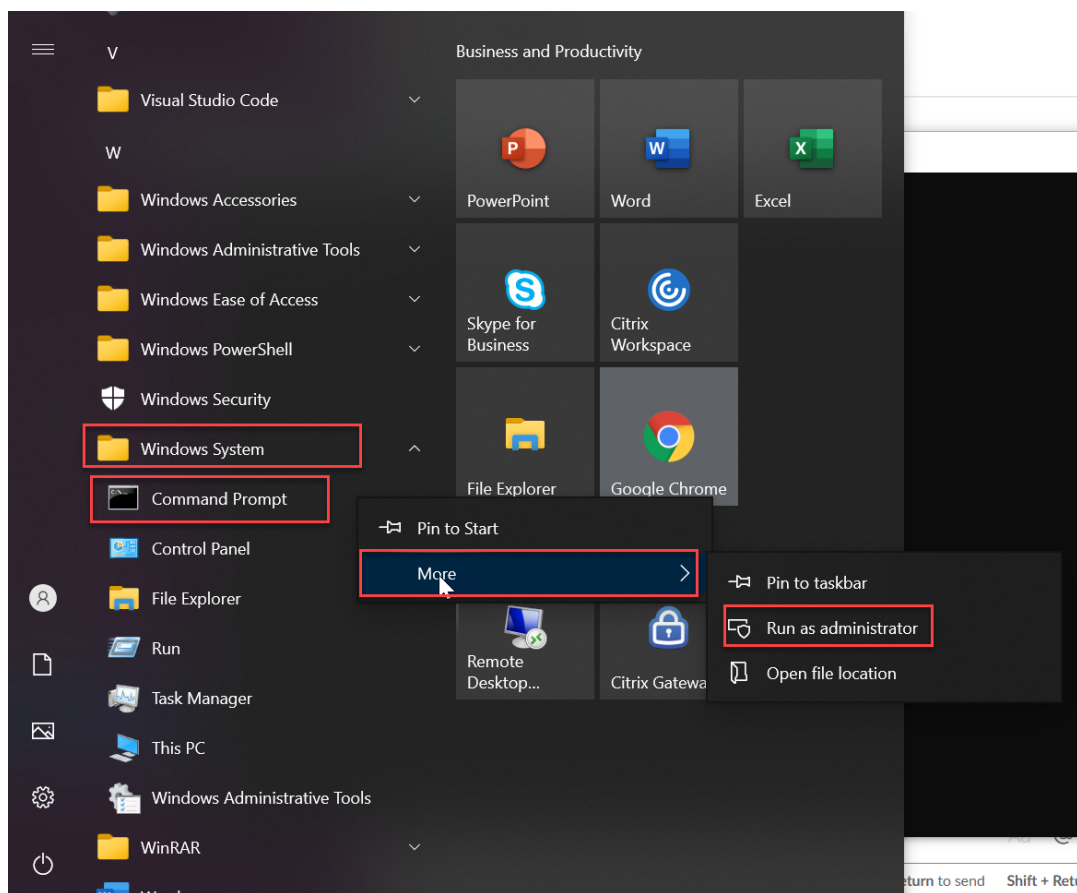 V
Visual Studio Code
W
Windows Accessories
Windows Administrative Tools
Windows Ease of Access
Windows PowerShell
Windows Security
Windows System
Command Prompt
Control Panel
File Explorer
Run
Task Manager
This PC
Windows Administrative Tools
WinRAR
Business and Productivity
PowerPoint
Word
Excel
Skype for
Business
Citrix
Workspace
File Explorer
Google Chrome
Remote
Desktop...
Citrix Gatewa
Pin to Start
More
Pin to taskbar
Run as administrator
Open file location
to send Shift +